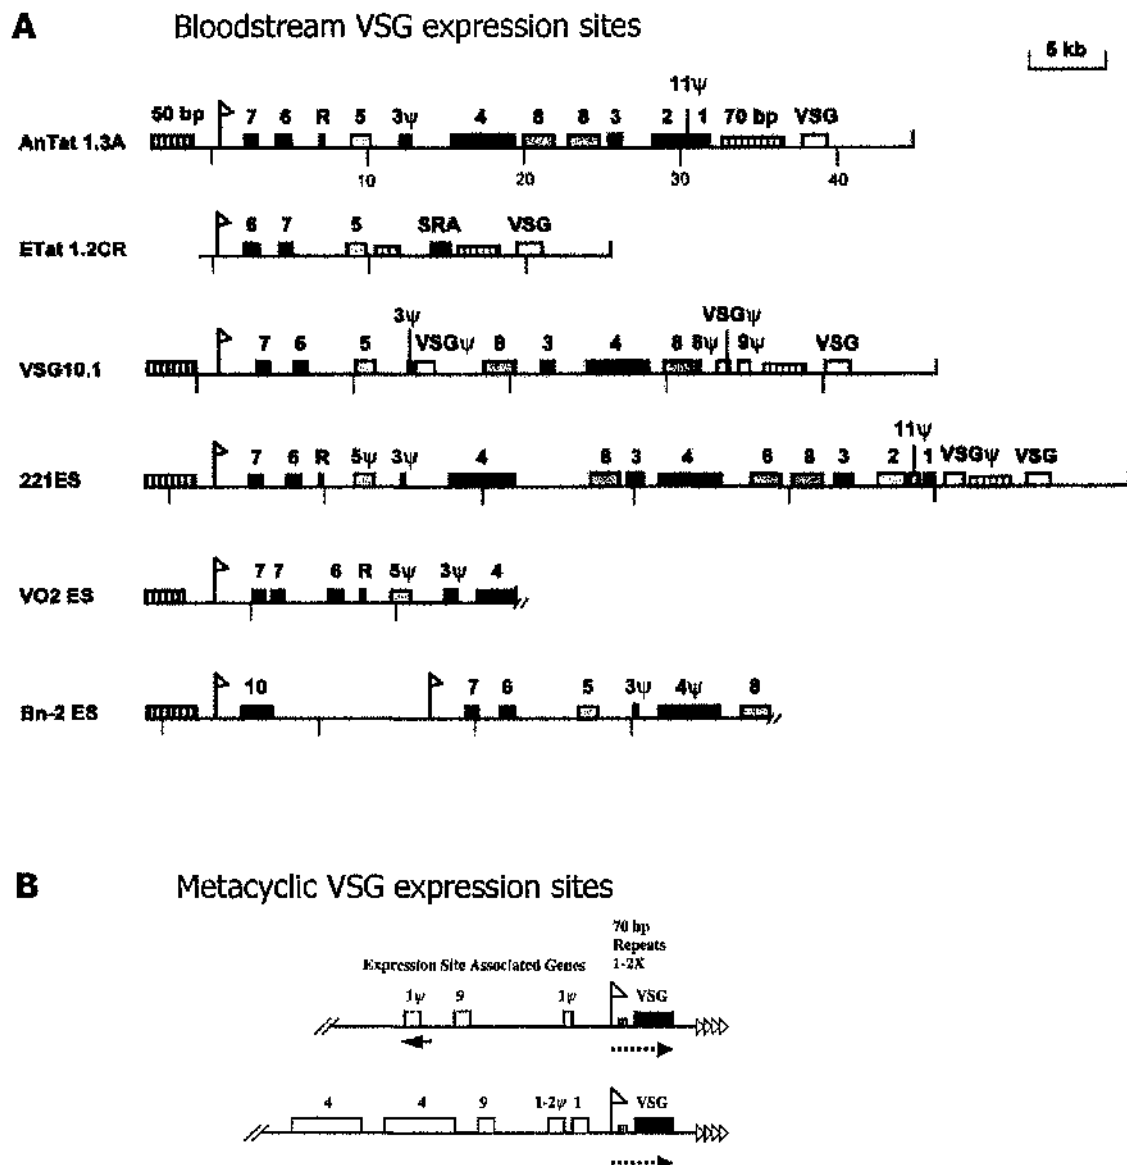 A Bloodstream VSG expression sites
5 kb
11ψ
50 bp 7 6 R 5 3ψ 4 6 8 3 2 1 70 bp VSG
AnTat 1.3A
10 20 30 40
6 7 5 SRA VSG
ETat 1.2CR
3ψ VSGψ
7 6 5 VSGψ 8 3 4 8 8ψ 9ψ VSG
VSG10.1
11ψ
7 6 R 5ψ 3ψ 4 8 3 4 6 8 3 2 1 VSGψ VSG
221ES
7 7 6 R 5ψ 3ψ 4
VO2 ES
10 7 6 5 3ψ 4ψ 8
Bn-2 ES
B Metacyclic VSG expression sites
70 bp
Repeats
Expression Site Associated Genes 1-2X
1ψ 9 1ψ VSG
4 4 9 1-2ψ 1 VSG